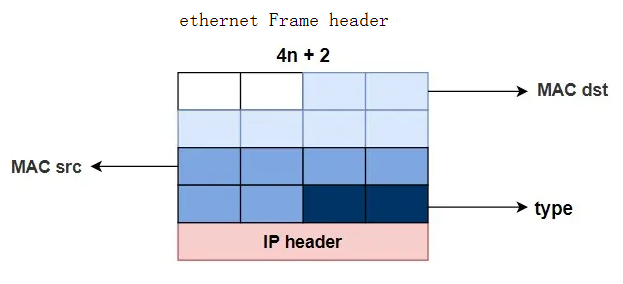 ethernet Frame header
4n + 2
MAC dst
MAC src
type
IP header